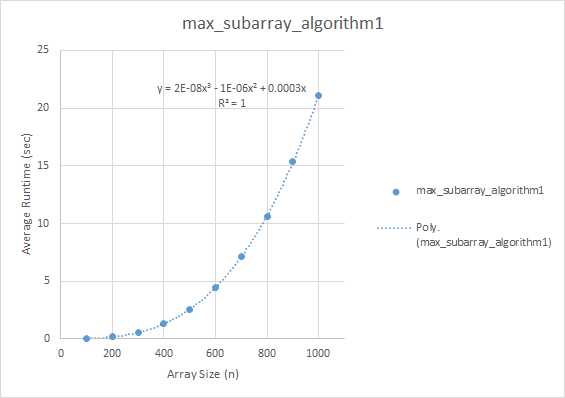 max_subarray_algorithm1
25
y = 2E-08x³ - 1E-06x² + 0.0003x
R² = 1
20
15
10
5
0
Average Runtime (sec)
0 200 400 600 800 1000
Array Size (n)
max_subarray_algorithm1
Poly.
(max_subarray_algorithm1)